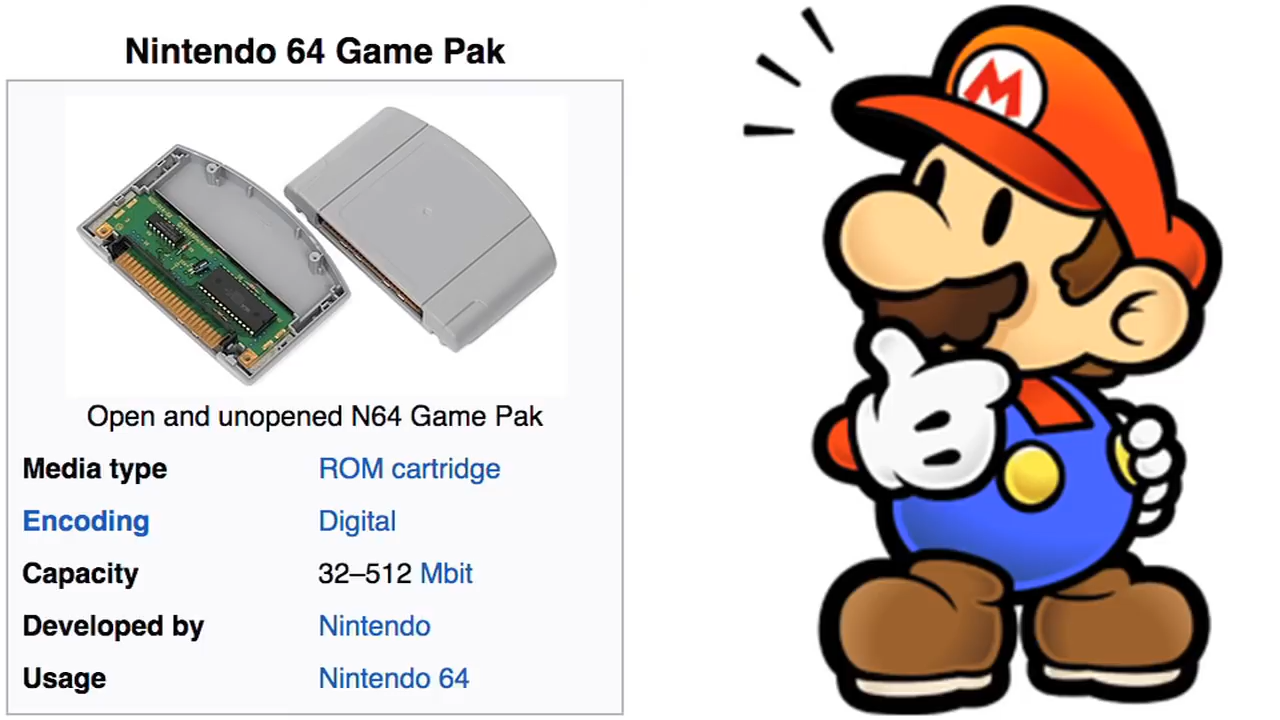 Nintendo 64 Game Pak
Open and unopened N64 Game Pak
Media type ROM cartridge
Encoding Digital
Capacity 32–512 Mbit
Developed by Nintendo
Usage Nintendo 64
M